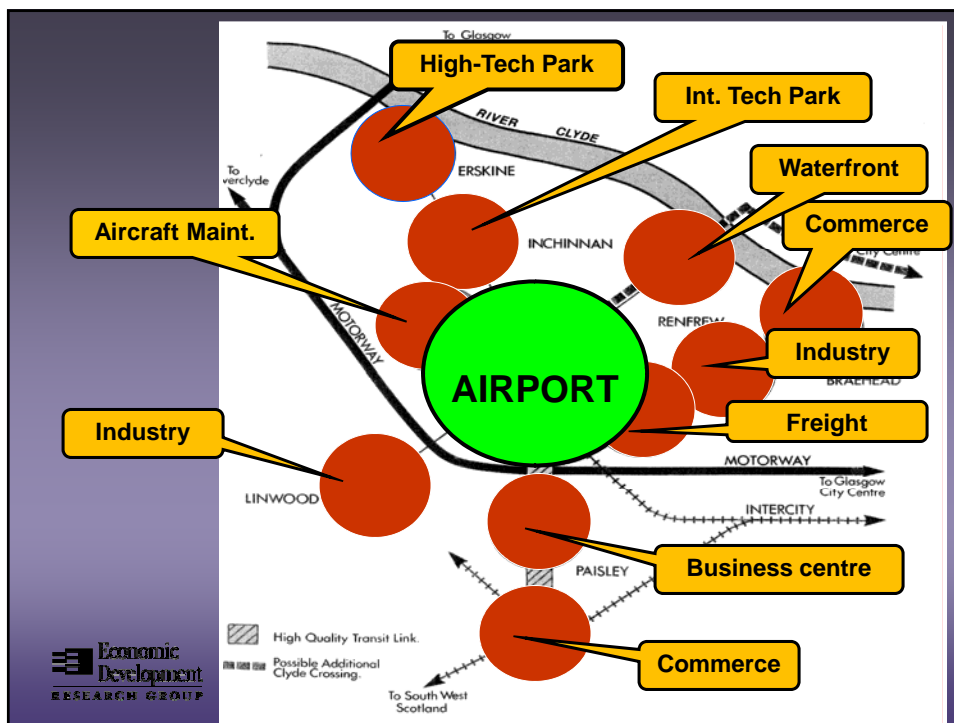 To Glasgow
High-Tech Park
Int. Tech Park
RIVER CLYDE
Waterfront
ERSKINE
To
verclyde
Commerce
Aircraft Maint.
INCHINNAN
City Centre
MOTORWAY
RENFREW
Industry
BRAEHEAD
AIRPORT
Industry
Freight
MOTORWAY
To Glasgow
City Centre
LINWOOD
INTERCITY
PAISLEY
Business centre
High Quality Transit Link.
Possible Additional
Clyde Crossing.
Commerce
To South West
Scotland
Economic
Development
RESEARCH GROUP